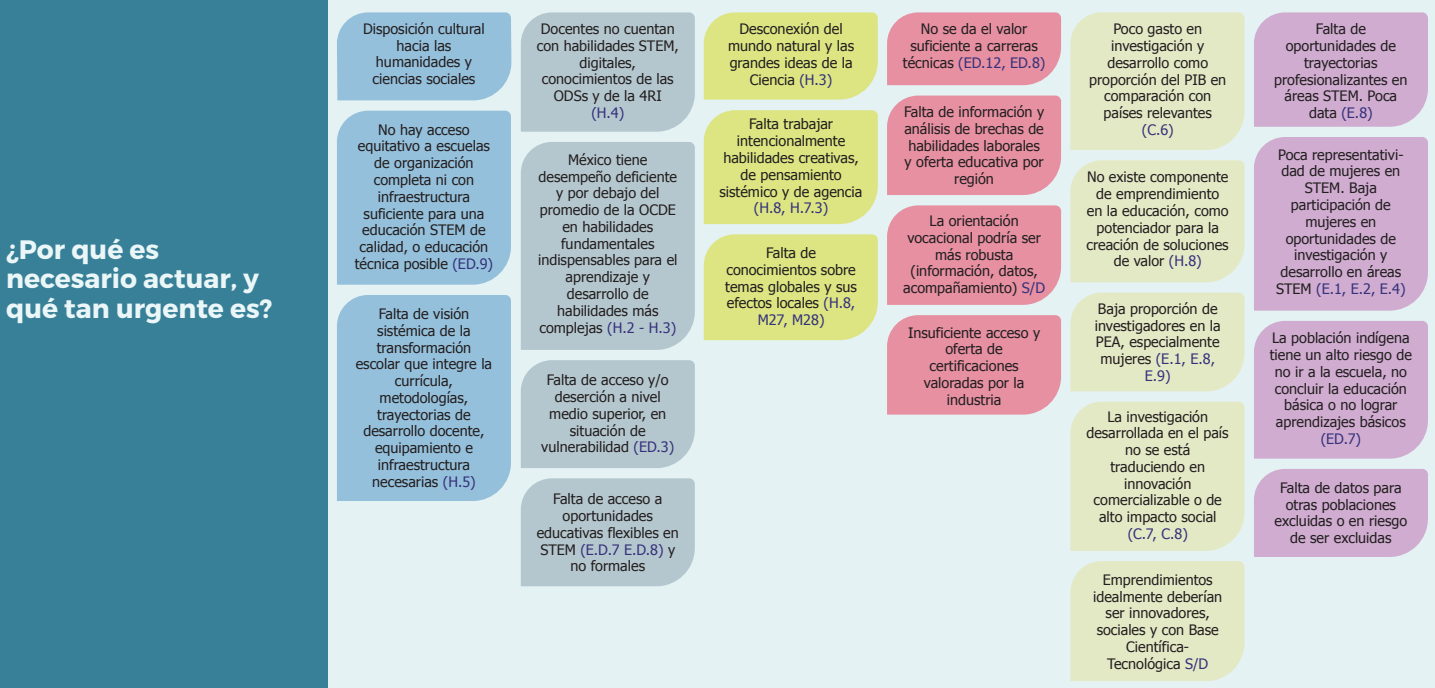 ¿Por qué es
necesario actuar, y
qué tan urgente es?
Disposición cultural
hacia las
humanidades y
ciencias sociales
No hay acceso
equitativo a escuelas
de organización
completa ni con
infraestructura
suficiente para una
educación STEM de
calidad, o educación
técnica posible (ED.9)
Falta de visión
sistémica de la
transformación
escolar que integre la
currícula,
metodologías,
trayectorias de
desarrollo docente,
equipamiento e
infraestructura
necesarias (H.5)
Docentes no cuentan
con habilidades STEM,
digitales,
conocimientos de las
ODSs y de la 4RI
(H.4)
México tiene
desempeño deficiente
y por debajo del
promedio de la OCDE
en habilidades
fundamentales
indispensables para el
aprendizaje y
desarrollo de
habilidades más
complejas (H.2 - H.3)
Falta de acceso y/o
deserción a nivel
medio superior, en
situación de
vulnerabilidad (ED.3)
Falta de acceso a
oportunidades
educativas flexibles en
STEM (E.D.7 E.D.8) y
no formales
Desconexión del
mundo natural y las
grandes ideas de la
Ciencia (H.3)
Falta trabajar
intencionalmente
habilidades creativas,
de pensamiento
sistémico y de agencia
(H.8, H.7.3)
Falta de
conocimientos sobre
temas globales y sus
efectos locales (H.8,
M27, M28)
No se da el valor
suficiente a carreras
técnicas (ED.12, ED.8)
Falta de información y
análisis de brechas de
habilidades laborales
y oferta educativa por
región
La orientación
vocacional podría ser
más robusta
(información, datos,
acompañamiento) S/D
Insuficiente acceso y
oferta de
certificaciones
valoradas por la
industria
Poco gasto en
investigación y
desarrollo como
proporción del PIB en
comparación con
países relevantes
(C.6)
No existe componente
de emprendimiento
en la educación, como
potenciador para la
creación de soluciones
de valor (H.8)
Baja proporción de
investigadores en la
PEA, especialmente
mujeres (E.1, E.8,
E.9)
La investigación
desarrollada en el país
no se está
traduciendo en
innovación
comercializable o de
alto impacto social
(C.7, C.8)
Emprendimientos
idealmente deberían
ser innovadores,
sociales y con Base
Científica-
Tecnológica S/D
Falta de
oportunidades de
trayectorias
profesionalizantes en
áreas STEM. Poca
data (E.8)
Poca representativi-
dad de mujeres en
STEM. Baja
participación de
mujeres en
oportunidades de
investigación y
desarrollo en áreas
STEM (E.1, E.2, E.4)
La población indígena
tiene un alto riesgo de
no ir a la escuela, no
concluir la educación
básica o no lograr
aprendizajes básicos
(ED.7)
Falta de datos para
otras poblaciones
excluidas o en riesgo
de ser excluidas